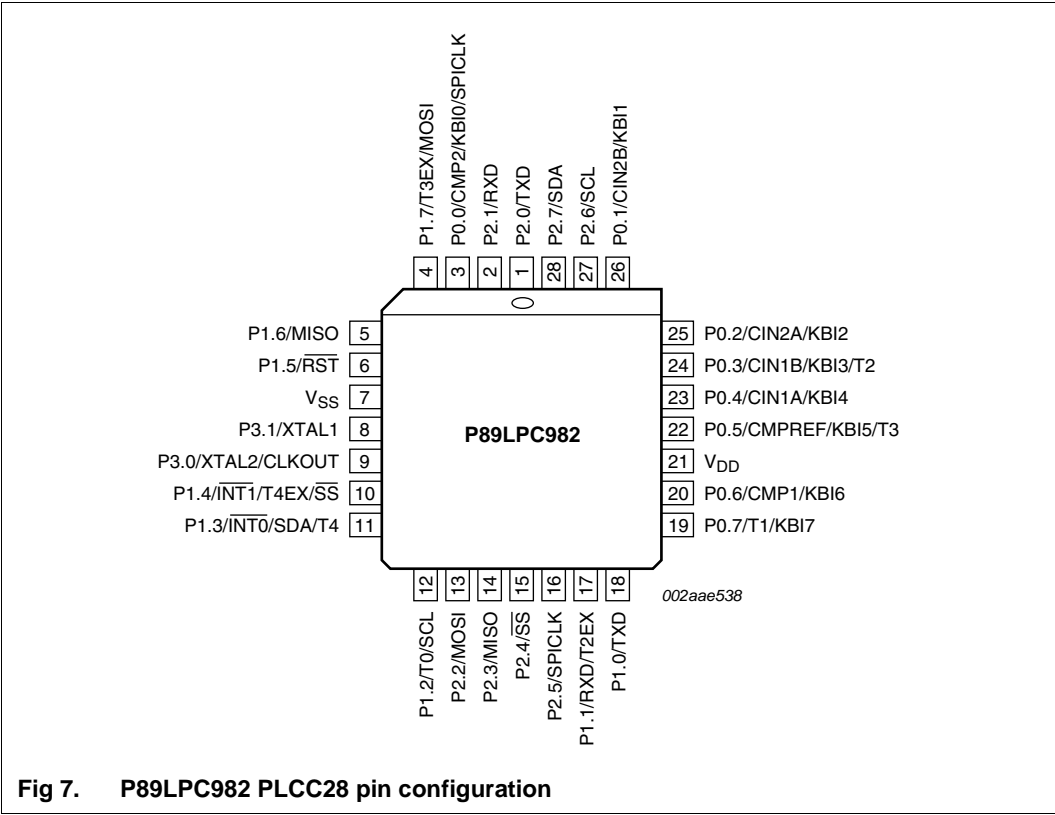 P1.7/T3EX/MOSI
P0.0/CMP2/KBI0/SPICLK
P2.1/RXD
P2.0/TXD
P2.7/SDA
P2.6/SCL
P0.1/CIN2B/KBI1
4
3
2
1
28
27
26
P1.6/MISO 5
P1.5/R̅S̅T̅ 6
VSS 7
P3.1/XTAL1 8
P3.0/XTAL2/CLKOUT 9
P1.4/I̅N̅T̅1̅/T4EX/S̅S̅ 10
P1.3/I̅N̅T̅0̅/SDA/T4 11
P89LPC982
25 P0.2/CIN2A/KBI2
24 P0.3/CIN1B/KBI3/T2
23 P0.4/CIN1A/KBI4
22 P0.5/CMPREF/KBI5/T3
21 VDD
20 P0.6/CMP1/KBI6
19 P0.7/T1/KBI7
12
13
14
15
16
17
18
P1.2/T0/SCL
P2.2/MOSI
P2.3/MISO
P2.4/S̅S̅
P2.5/SPICLK
P1.1/RXD/T2EX
P1.0/TXD
002aae538
Fig 7. P89LPC982 PLCC28 pin configuration